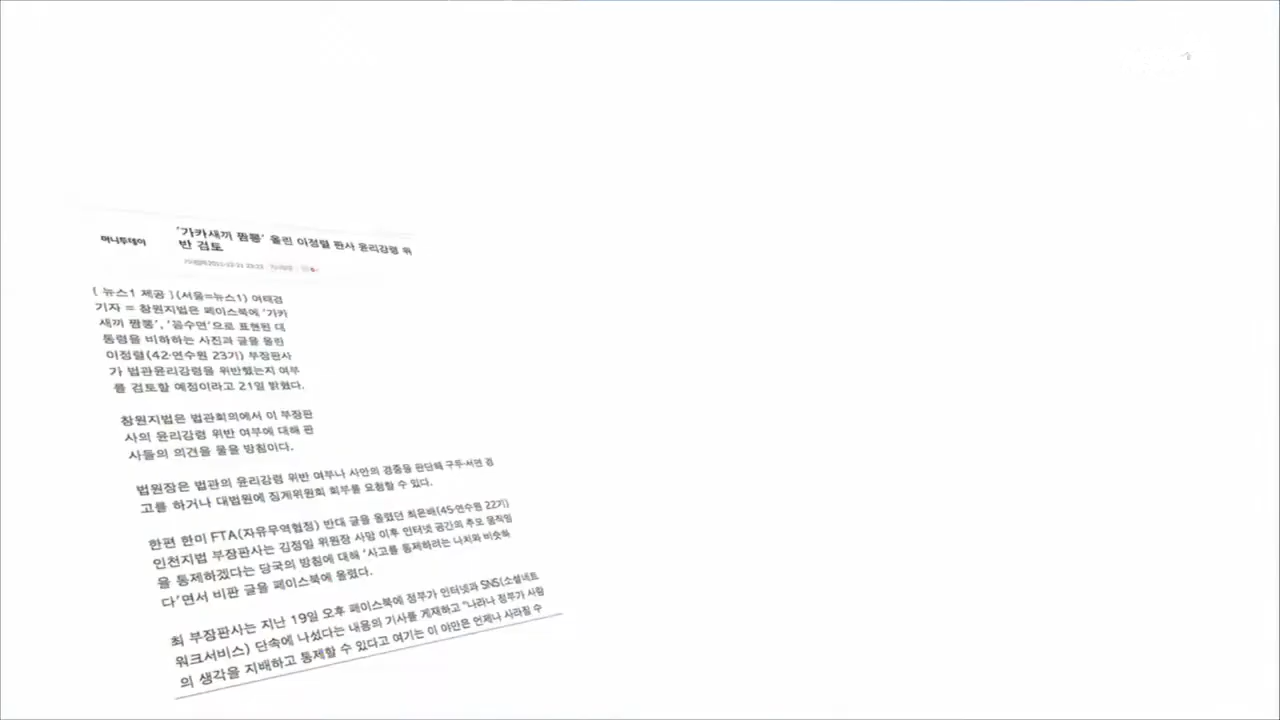 머니투데이
'가카새끼 짬뽕' 올린 이정렬 판사 윤리강령 위
반 검토
2011-12-21 23:23
[ 뉴스1 제공 ](서울=뉴스1) 여태경
기자 = 창원지법은 페이스북에 '가카
새끼 짬뽕', '꼼수면'으로 표현된 대
통령을 비하하는 사진과 글을 올린
이정렬(42·연수원 23기) 부장판사
가 법관윤리강령을 위반했는지 여부
를 검토할 예정이라고 21일 밝혔다.
창원지법은 법관회의에서 이 부장판
사의 윤리강령 위반 여부에 대해 판
사들의 의견을 물을 방침이다.
법원장은 법관의 윤리강령 위반 여부나 사안의 경중을 판단해 구두·서면 경
고를 하거나 대법원에 징계위원회 회부를 요청할 수 있다.
한편 한미 FTA(자유무역협정) 반대 글을 올렸던 최은배(45·연수원 22기)
인천지법 부장판사는 김정일 위원장 사망 이후 인터넷 공간의 추모 움직임
을 통제하겠다는 당국의 방침에 대해 '사고를 통제하려는 나치와 비슷하
다'면서 비판 글을 페이스북에 올렸다.
최 부장판사는 지난 19일 오후 페이스북에 정부가 인터넷과 SNS(소셜네트
워크서비스) 단속에 나섰다는 내용의 기사를 게재하고 "나라나 정부가 사람
의 생각을 지배하고 통제할 수 있다고 여기는 이 야만은 언제나 사라질 수